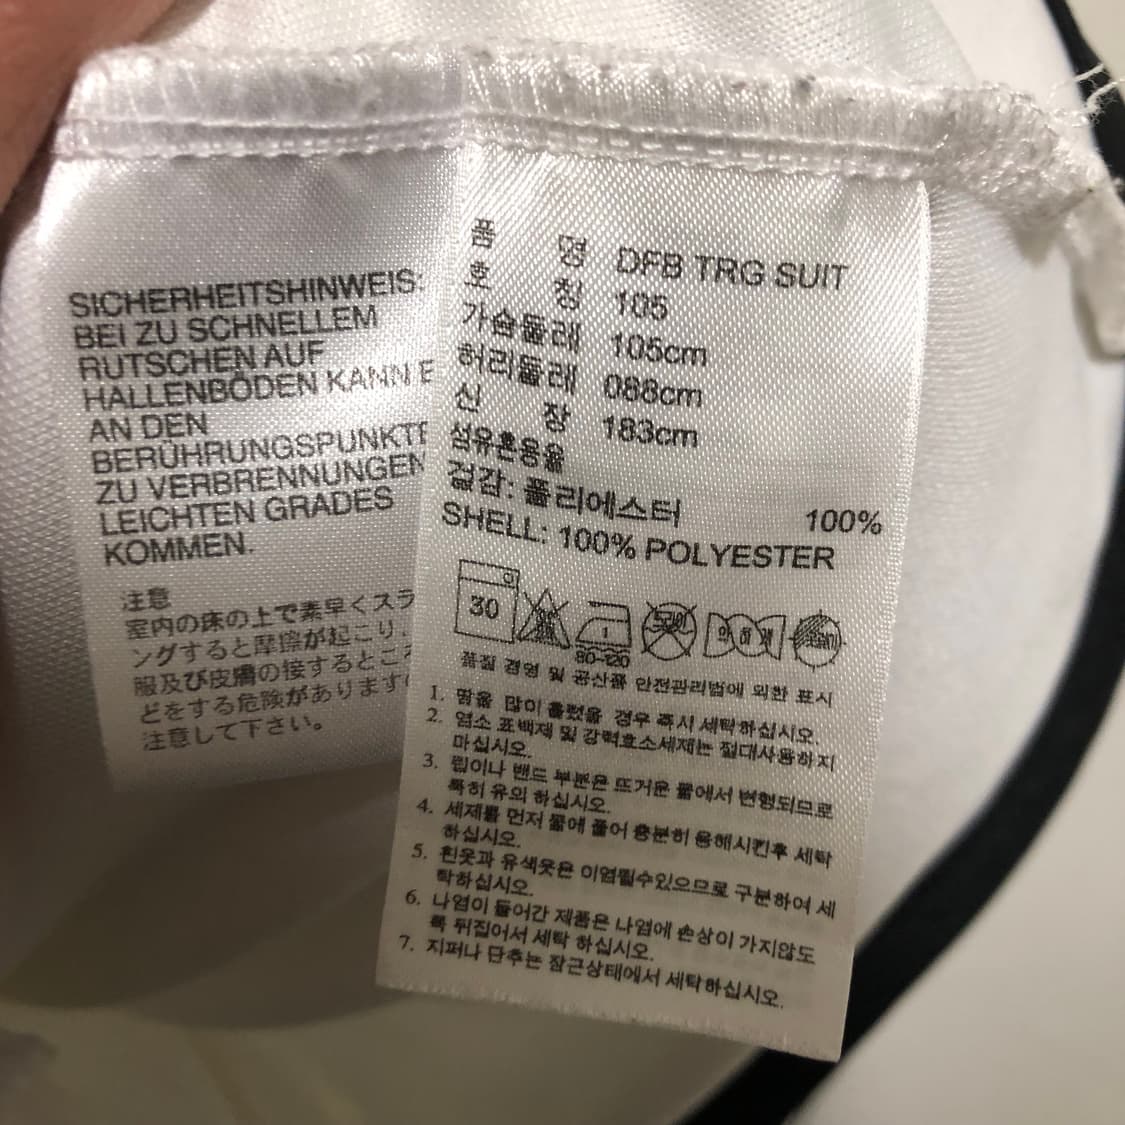 SICHERHEITSHINWEIS:
BEI ZU SCHNELLEM
RUTSCHEN AUF
HALLENBÖDEN KANN E
AN DEN
BERÜHRUNGSPUNKTE
ZU VERBRENNUNGEN
LEICHTEN GRADES
KOMMEN.
注意
室内の床の上で素早くスラ
ングすると摩擦が起こり、
服及び皮膚の接するところ
どをする危険があります
注意して下さい。
품 명 DFB TRG SUIT
호 칭 105
가슴둘레 105cm
허리둘레 088cm
신 장 183cm
섬유혼용율
겉감: 폴리에스터 100%
SHELL: 100% POLYESTER
30
80-120
품질 경영 및 공산품 안전관리법에 의한 표시
1. 땀을 많이 흘렸을 경우 즉시 세탁하십시오.
2. 염소 표백제 및 강력효소세제는 절대사용하지
마십시오.
3. 립이나 밴드 부분은 뜨거운 물에서 변형되므로
특히 유의 하십시오.
4. 세제를 먼저 물에 풀어 충분히 용해시킨후 세탁
하십시오.
5. 흰옷과 유색옷은 이염될수있으므로 구분하여 세
탁하십시오.
6. 나염이 들어간 제품은 나염에 손상이 가지않도
록 뒤집어서 세탁 하십시오.
7. 지퍼나 단추는 잠근상태에서 세탁하십시오.